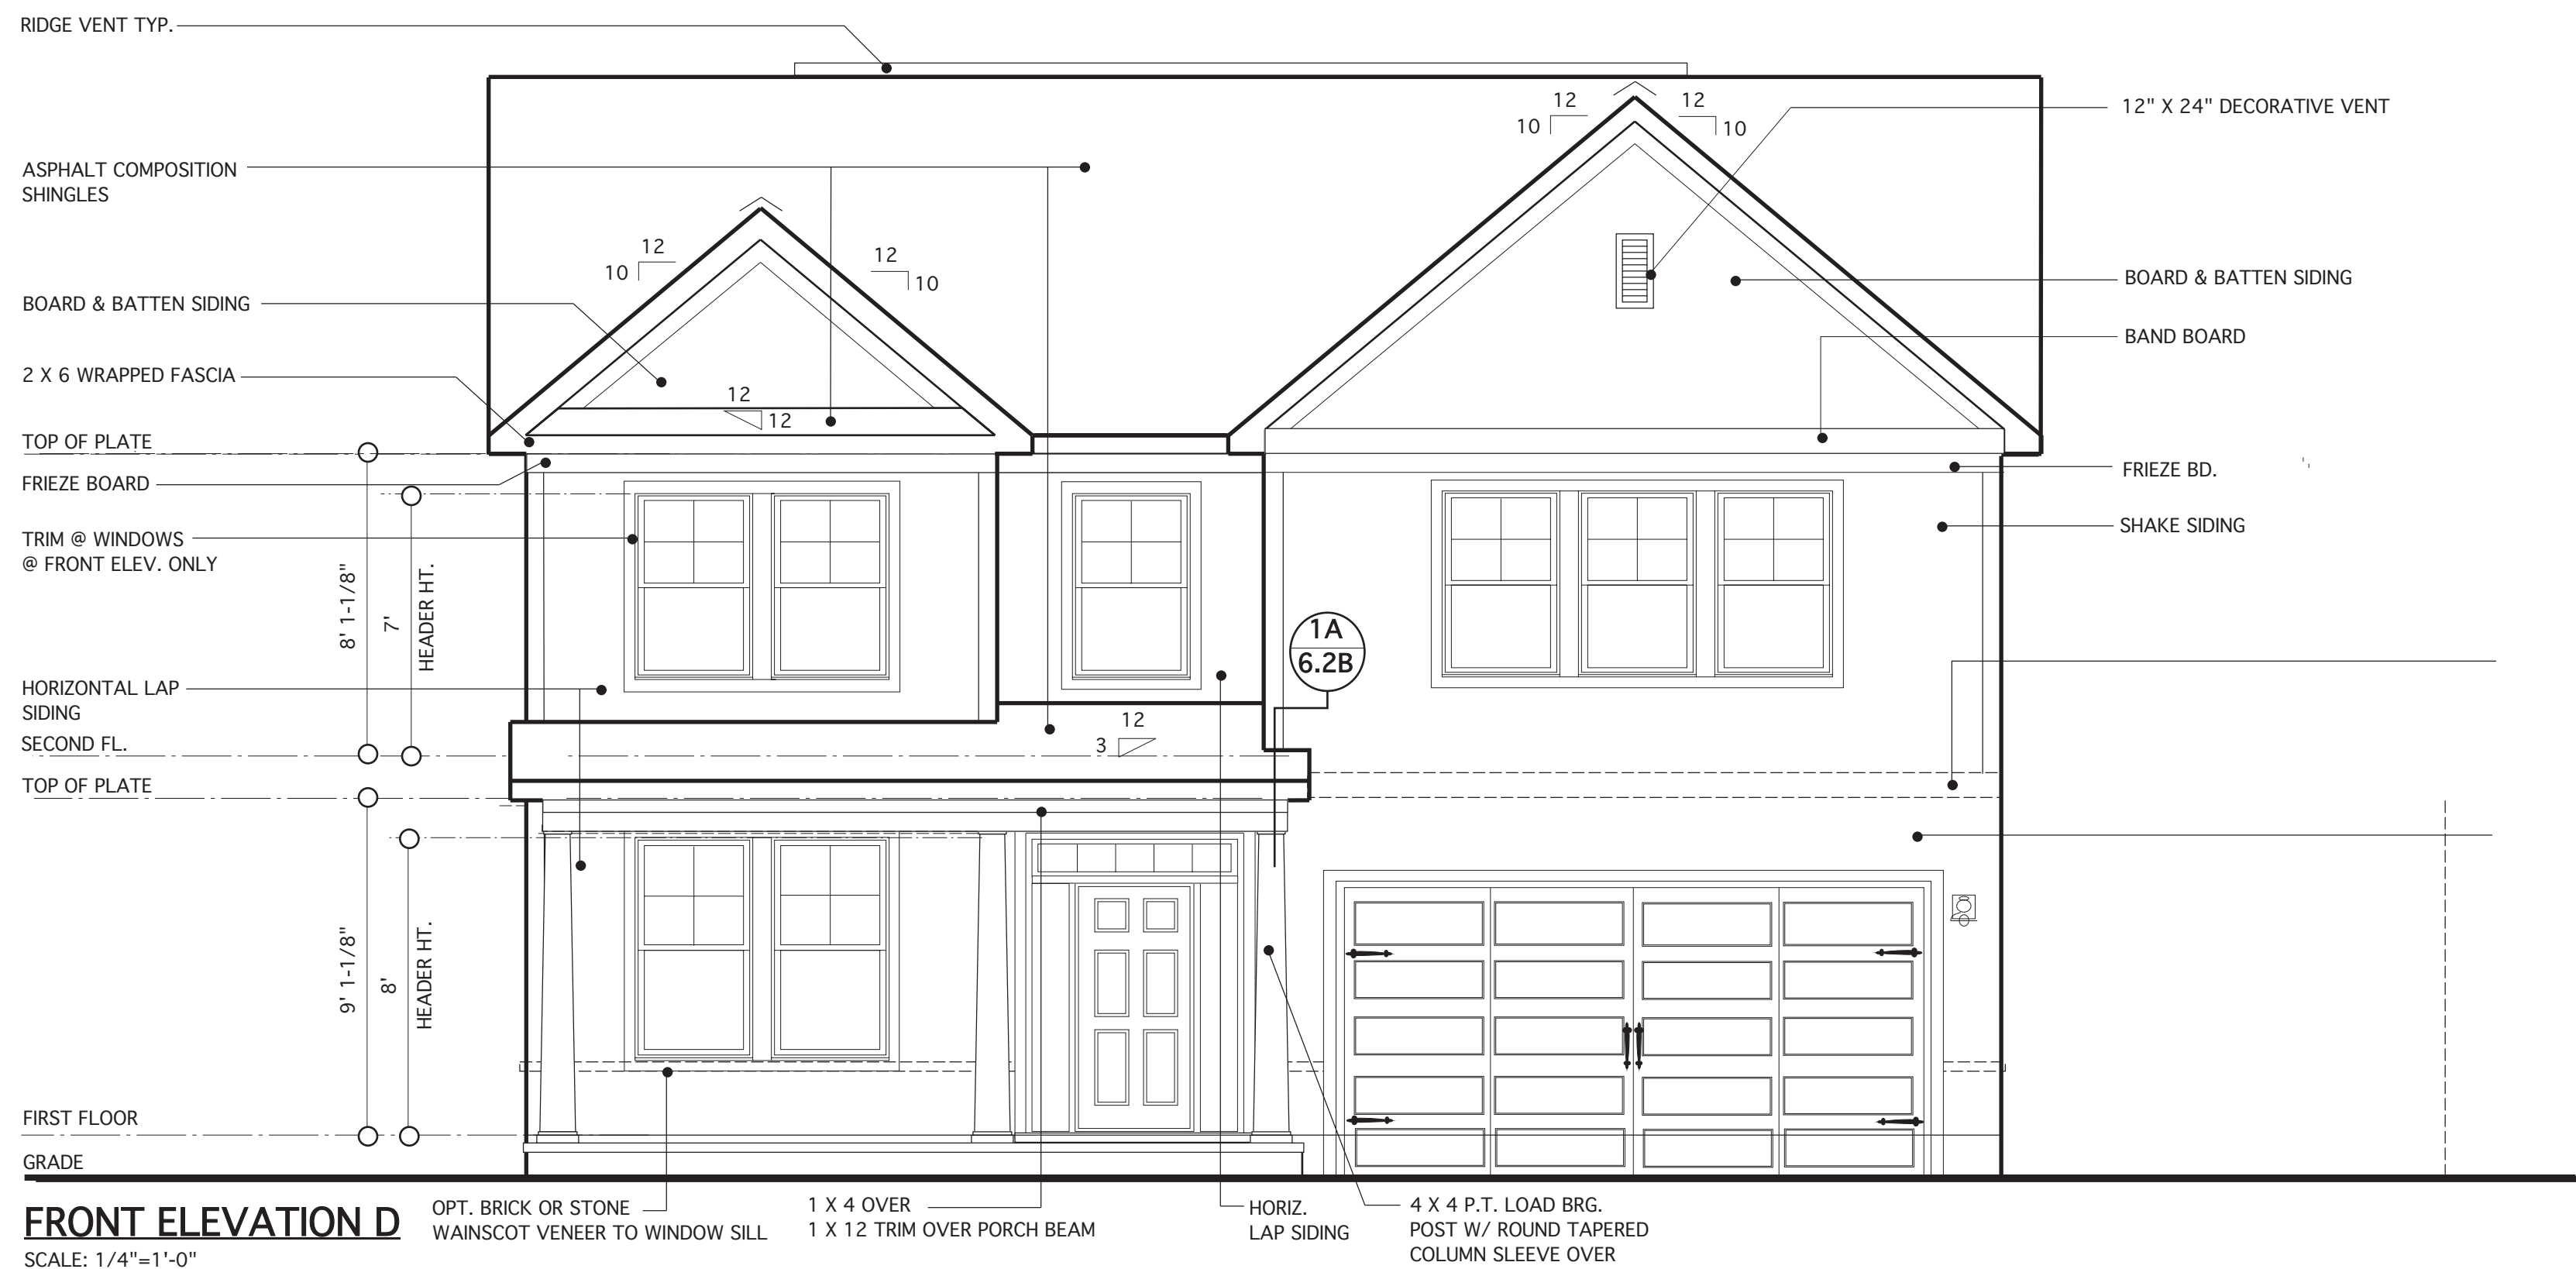 RIDGE VENT TYP.
12
12
10
10
12" X 24" DECORATIVE VENT
ASPHALT COMPOSITION
SHINGLES
12
12
10
10
BOARD & BATTEN SIDING
BOARD & BATTEN SIDING
BAND BOARD
2 X 6 WRAPPED FASCIA
12
12
TOP OF PLATE
FRIEZE BOARD
FRIEZE BD.
TRIM @ WINDOWS
@ FRONT ELEV. ONLY
SHAKE SIDING
8' 1-1/8"
7'
HEADER HT.
1A
6.2B
HORIZONTAL LAP
SIDING
12
3
SECOND FL.
TOP OF PLATE
9' 1-1/8"
8'
HEADER HT.
FIRST FLOOR
GRADE
FRONT ELEVATION D
SCALE: 1/4"=1'-0"
OPT. BRICK OR STONE
WAINSCOT VENEER TO WINDOW SILL
1 X 4 OVER
1 X 12 TRIM OVER PORCH BEAM
HORIZ.
LAP SIDING
4 X 4 P.T. LOAD BRG.
POST W/ ROUND TAPERED
COLUMN SLEEVE OVER